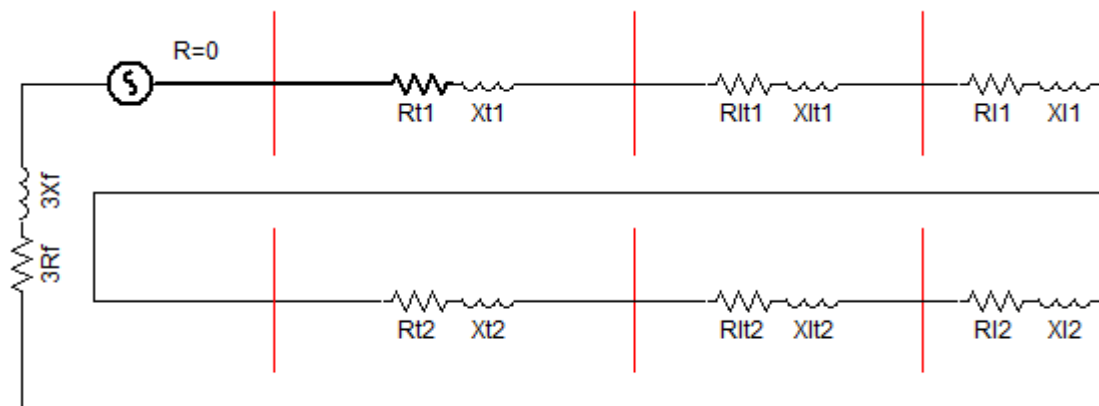 R=0
Rt1 Xt1 Rlt1 Xlt1 Rl1 Xl1
3Xf
3Rf
Rt2 Xt2 Rlt2 Xlt2 Rl2 Xl2